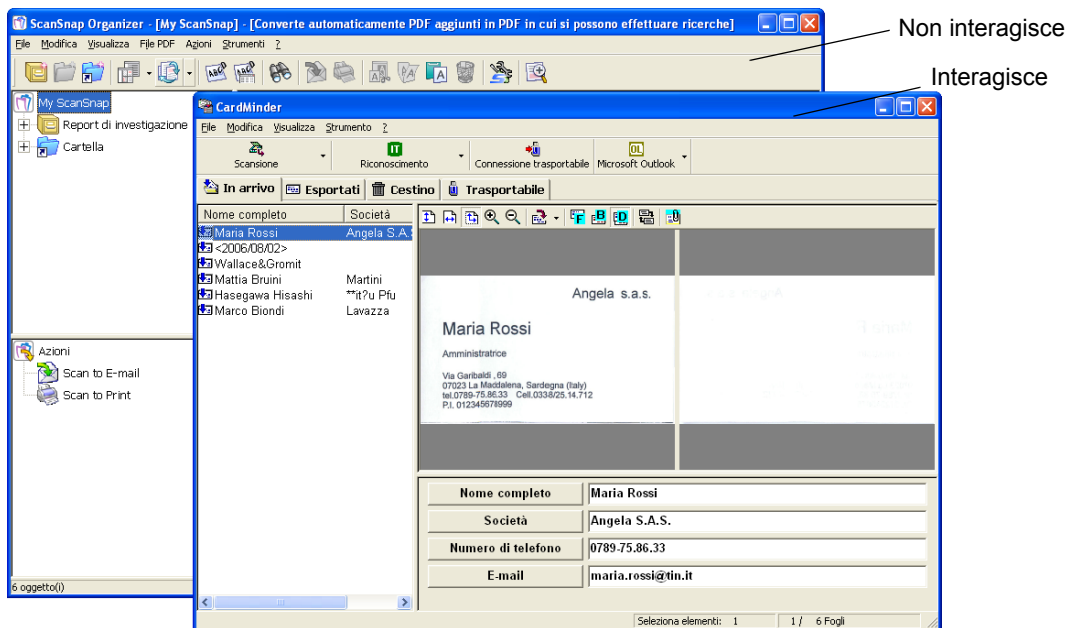 ScanSnap Organizer - [My ScanSnap] - [Converte automaticamente PDF aggiunti in PDF in cui si possono effettuare ricerche]
Non interagisce
File Modifica Visualizza File PDF Azioni Strumenti ?
Interagisce
My ScanSnap
Report di investigazione
Cartella
CardMinder
File Modifica Visualizza Strumento ?
Scansione Riconoscimento Connessione trasportabile Microsoft Outlook
In arrivo Esportati Cestino Trasportabile
Nome completo Società
Maria Rossi Angela S.A.S
<2006/08/02>
Wallace&Gromit
Mattia Bruini Martini
Hasegawa Hisashi **it?u Pfu
Marco Biondi Lavazza
Angela s.a.s.
Maria Rossi
Amministratrice
Via Garibaldi ,69
07023 La Maddalena, Sardegna (Italy)
tel.0789-75.86.33 Cell.0338/25.14.712
P.I. 012345678999
Azioni
Scan to E-mail
Scan to Print
Nome completo Maria Rossi
Società Angela S.A.S.
Numero di telefono 0789-75.86.33
E-mail maria.rossi@tin.it
6 oggetto(i)
Seleziona elementi: 1 1 / 6 Fogli